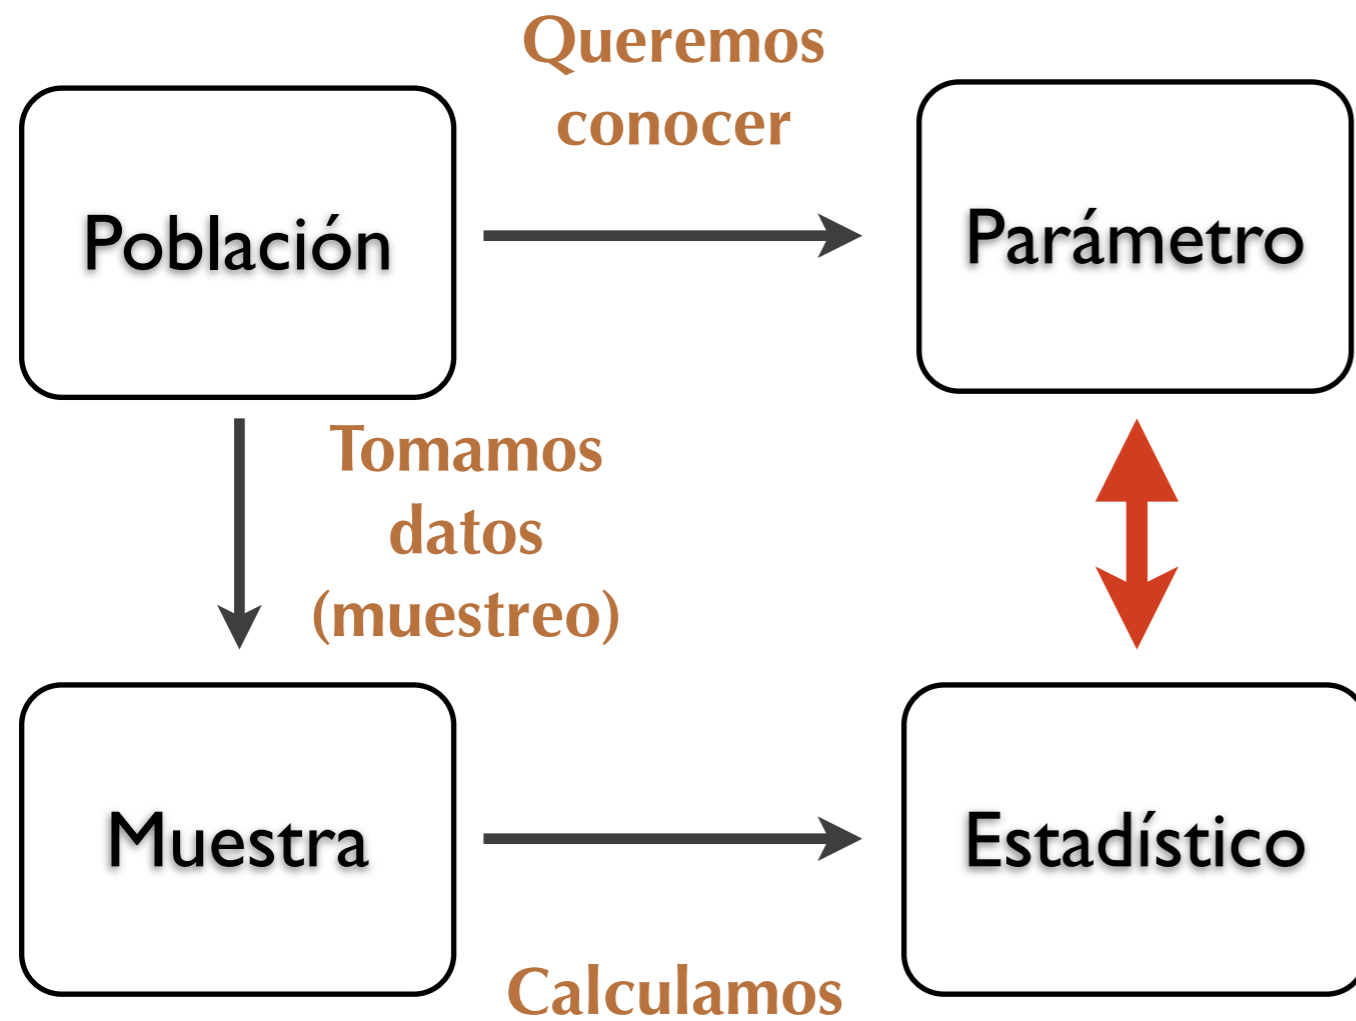 Queremos
conocer
Población
Parámetro
Tomamos
datos
(muestreo)
Muestra
Estadístico
Calculamos